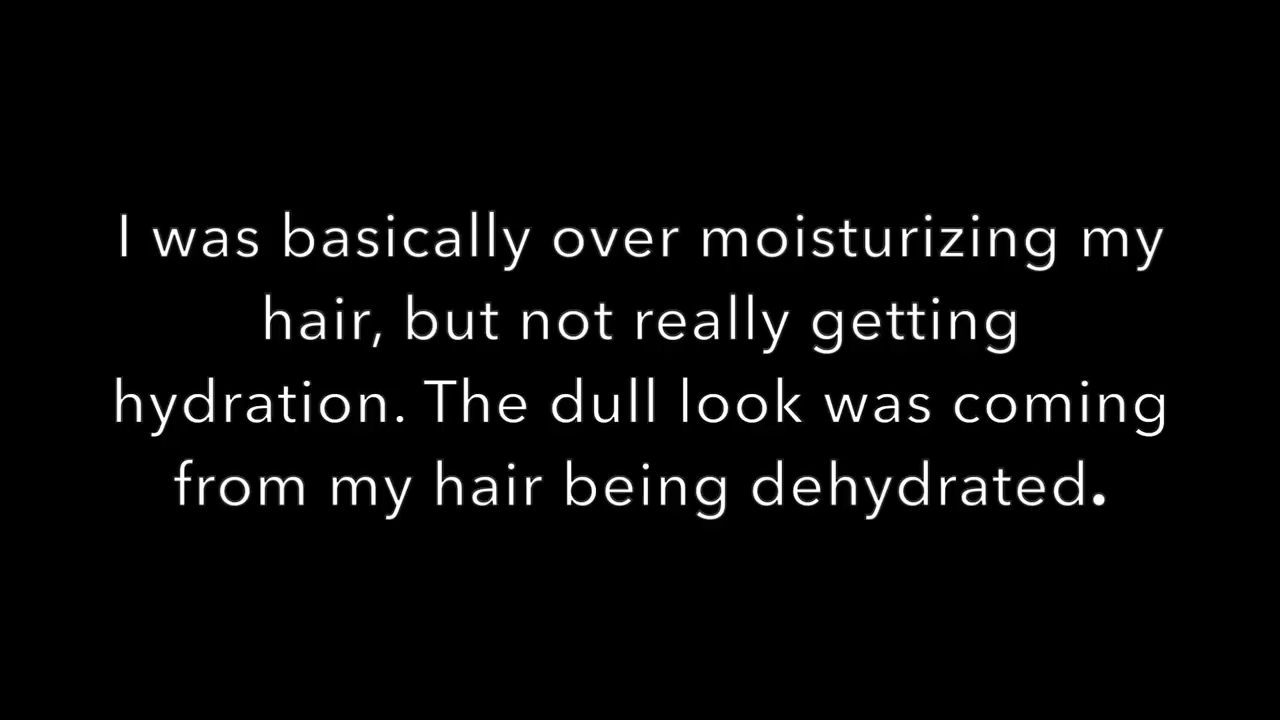 I was basically over moisturizing my
hair, but not really getting
hydration. The dull look was coming
from my hair being dehydrated.